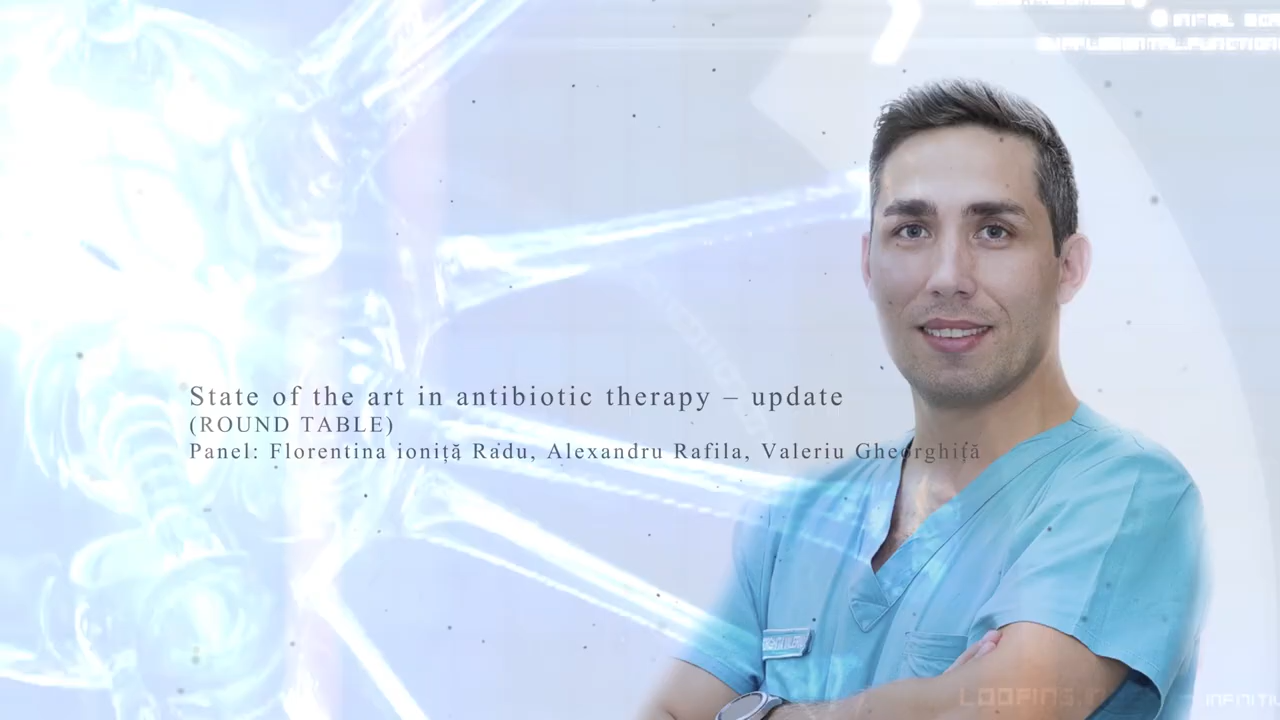 State of the art in antibiotic therapy – update
(ROUND TABLE)
Panel: Florentina ioniță Radu, Alexandru Rafila, Valeriu Gheorghiță